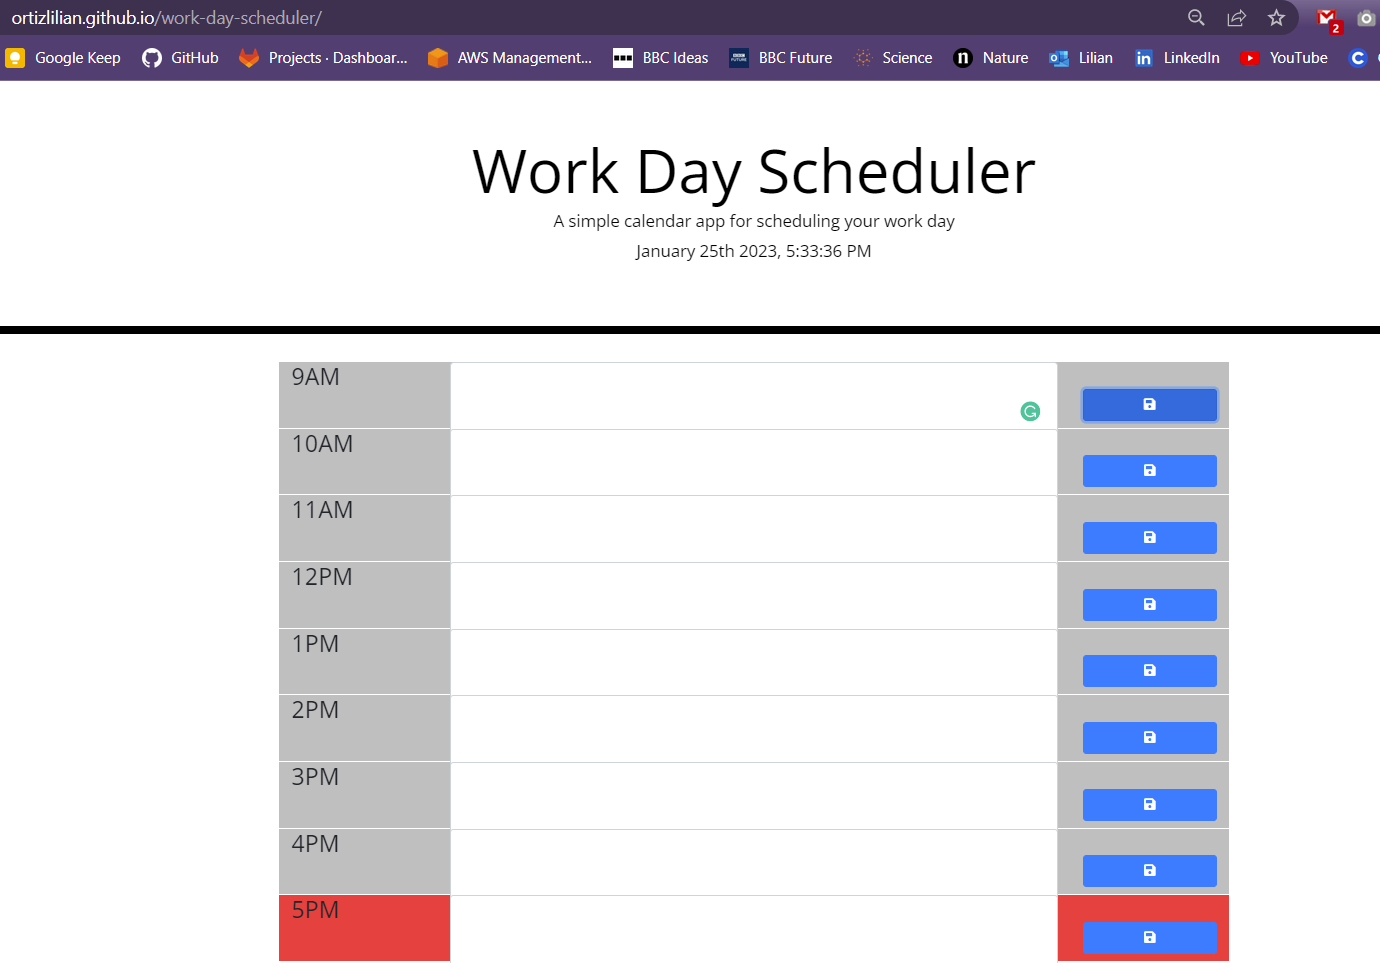 ortizlilian.github.io/work-day-scheduler/
2
Google Keep GitHub Projects · Dashboar... AWS Management... BBC Ideas BBC Future Science Nature Lilian LinkedIn YouTube
Work Day Scheduler
A simple calendar app for scheduling your work day
January 25th 2023, 5:33:36 PM
9AM
10AM
11AM
12PM
1PM
2PM
3PM
4PM
5PM